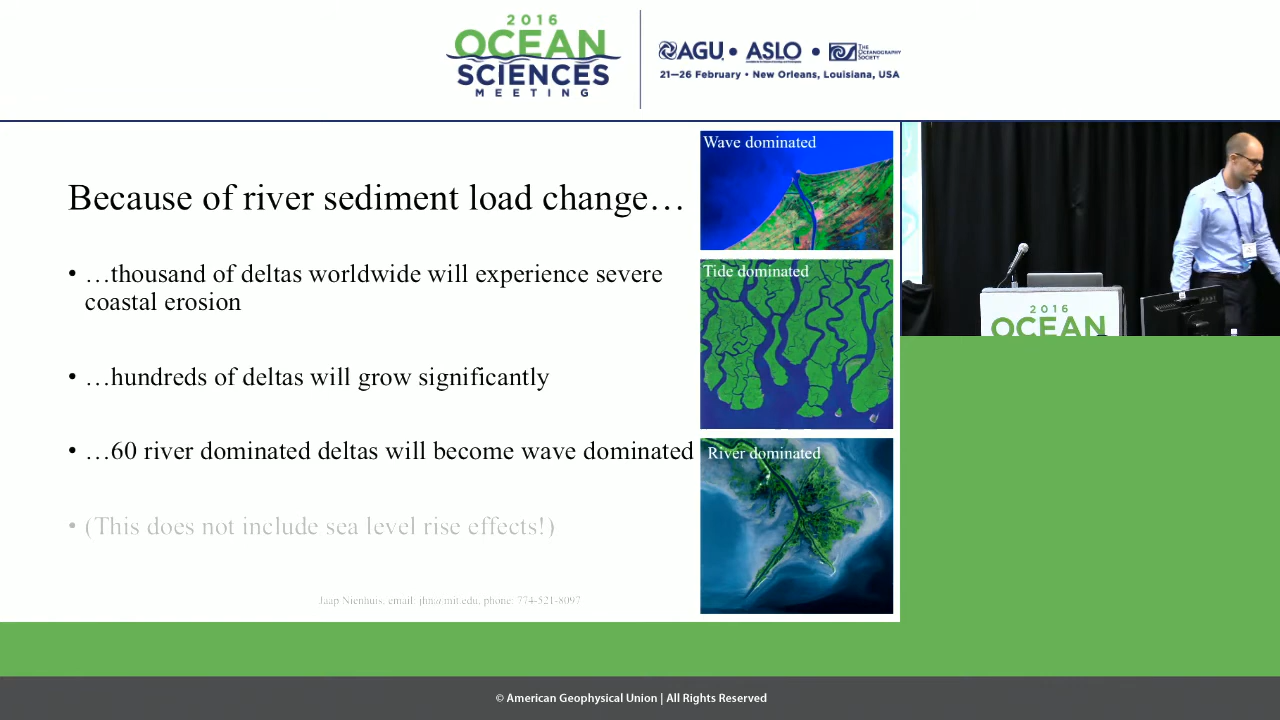 2016
OCEAN
SCIENCES
MEETING
AGU • ASLO • THE OCEANOGRAPHY SOCIETY
21—26 February • New Orleans, Louisiana, USA
Because of river sediment load change…
• …thousand of deltas worldwide will experience severe
coastal erosion
• …hundreds of deltas will grow significantly
• …60 river dominated deltas will become wave dominated
• (This does not include sea level rise effects!)
Jaap Nienhuis, email: jhn@mit.edu, phone: 774-521-8097
Wave dominated
Tide dominated
River dominated
2016
OCEAN
© American Geophysical Union | All Rights Reserved